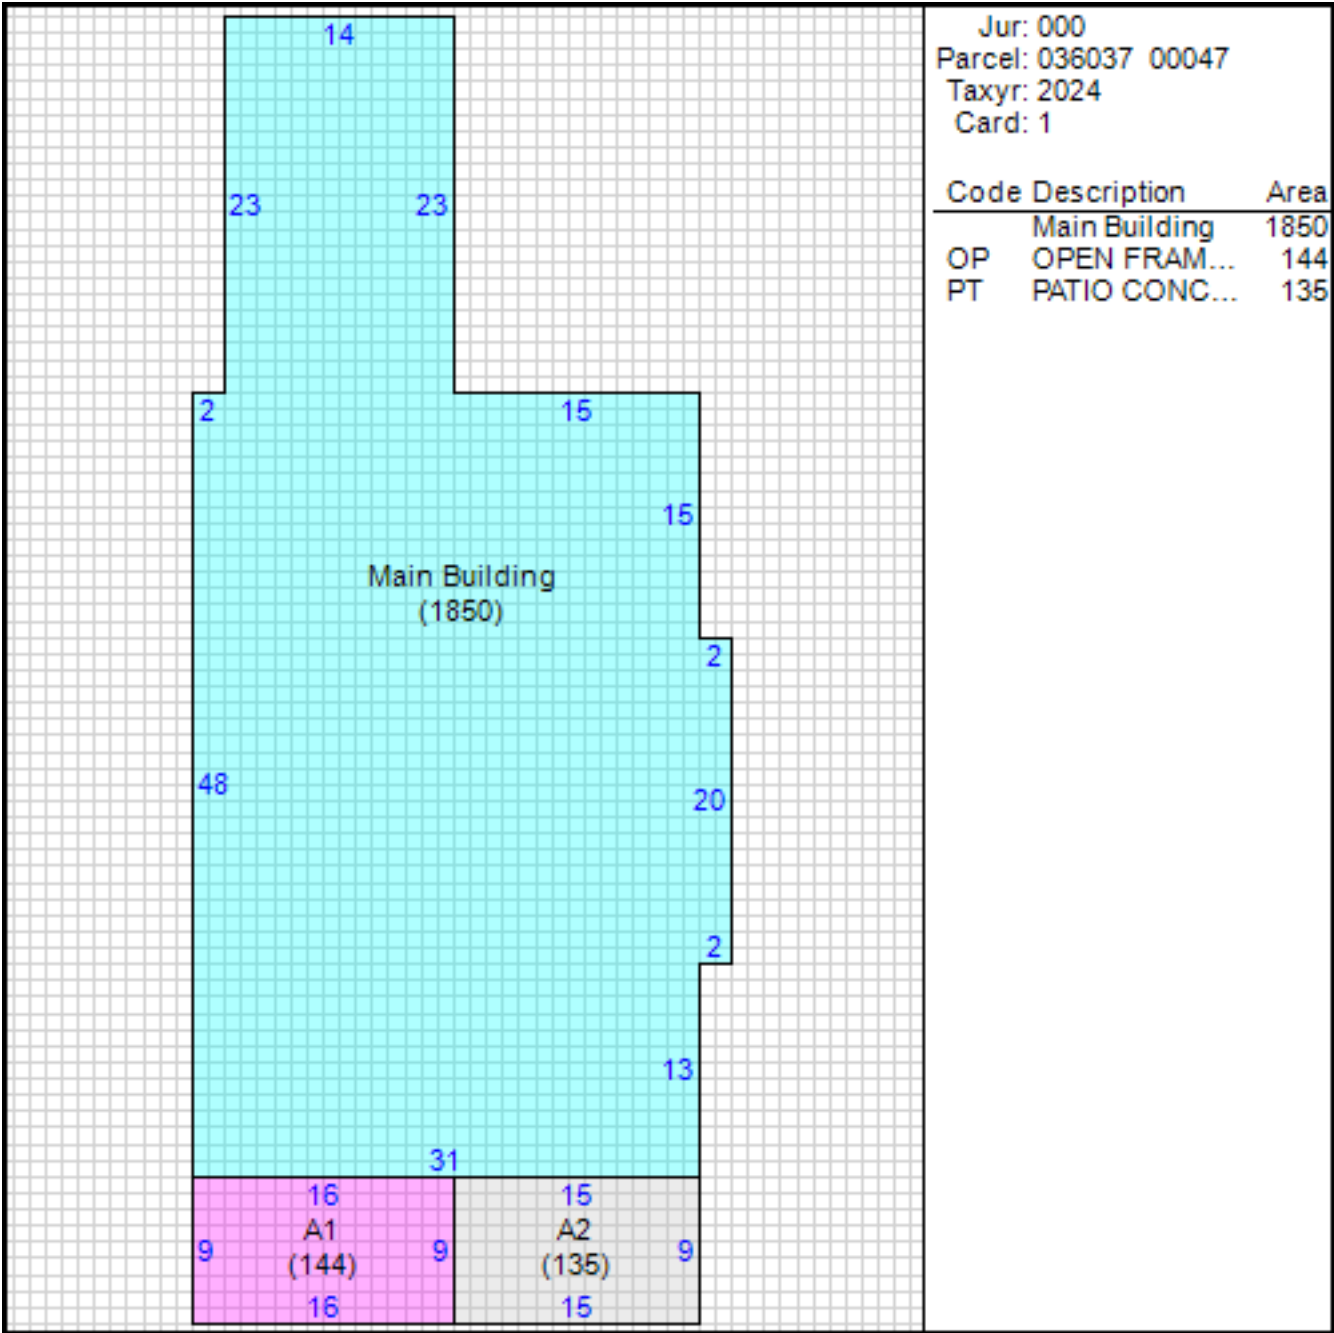 14
23 23
2 15
15
Main Building
(1850)
2
48
20
2
13
31
16 15
A1 A2
9 9 9
(144) (135)
16 15
Jur: 000
Parcel: 036037 00047
Taxyr: 2024
Card: 1
Code Description Area
Main Building 1850
OP OPEN FRAM... 144
PT PATIO CONC... 135